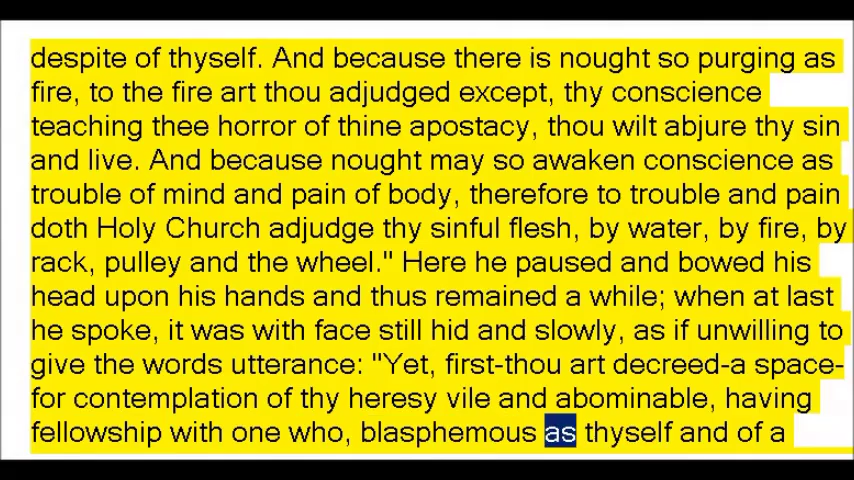 despite of thyself. And because there is nought so purging as
fire, to the fire art thou adjudged except, thy conscience
teaching thee horror of thine apostacy, thou wilt abjure thy sin
and live. And because nought may so awaken conscience as
trouble of mind and pain of body, therefore to trouble and pain
doth Holy Church adjudge thy sinful flesh, by water, by fire, by
rack, pulley and the wheel." Here he paused and bowed his
head upon his hands and thus remained a while; when at last
he spoke, it was with face still hid and slowly, as if unwilling to
give the words utterance: "Yet, first-thou art decreed-a space-
for contemplation of thy heresy vile and abominable, having
fellowship with one who, blasphemous as thyself and of a